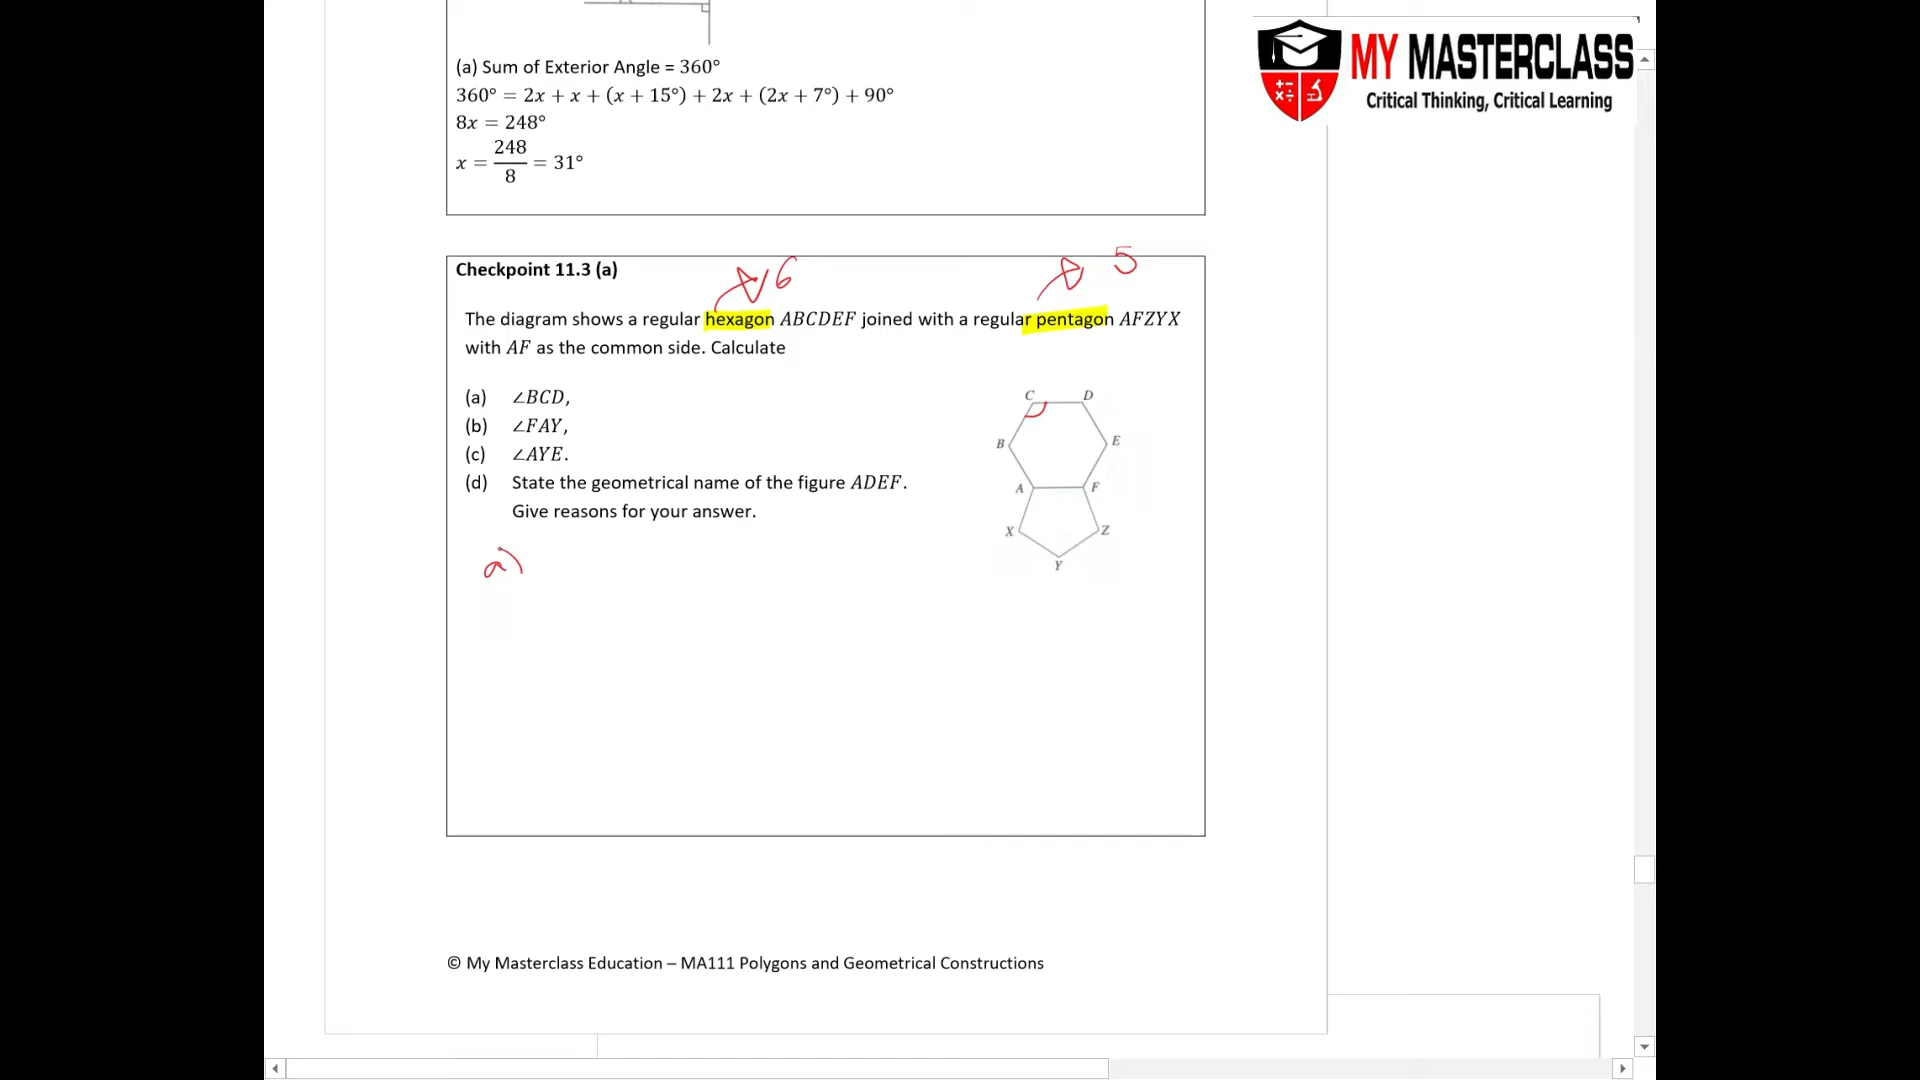 MY MASTERCLASS
Critical Thinking, Critical Learning
(a) Sum of Exterior Angle = 360°
360° = 2x + x + (x + 15°) + 2x + (2x + 7°) + 90°
8x = 248°
x = 248/8 = 31°
Checkpoint 11.3 (a)
6
5
The diagram shows a regular hexagon ABCDEF joined with a regular pentagon AFZYX
with AF as the common side. Calculate
(a) ∠BCD,
(b) ∠FAY,
(c) ∠AYE.
(d) State the geometrical name of the figure ADEF.
Give reasons for your answer.
C D
B E
A F
X Z
Y
a)
© My Masterclass Education – MA111 Polygons and Geometrical Constructions